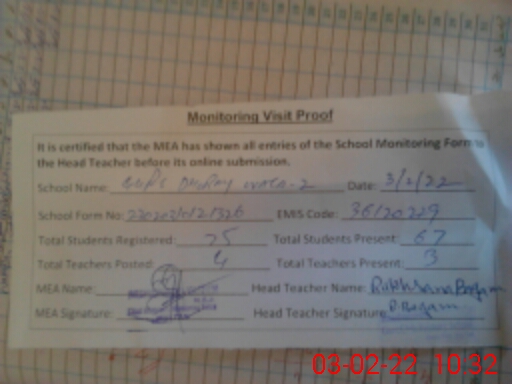 Monitoring Visit Proof
It is certified that the MEA has shown all entries of the School Monitoring Form to
the Head Teacher before its online submission.
School Name: Date: 3/2/22
School Form No: EMIS Code: 36120229
Total Students Registered: 75 Total Students Present: 67
Total Teachers Posted: 4 Total Teachers Present: 3
MEA Name: Head Teacher Name: Rukhsana Begam
MEA Signature: Head Teacher Signature: R.Begam
03-02-22, 10:32